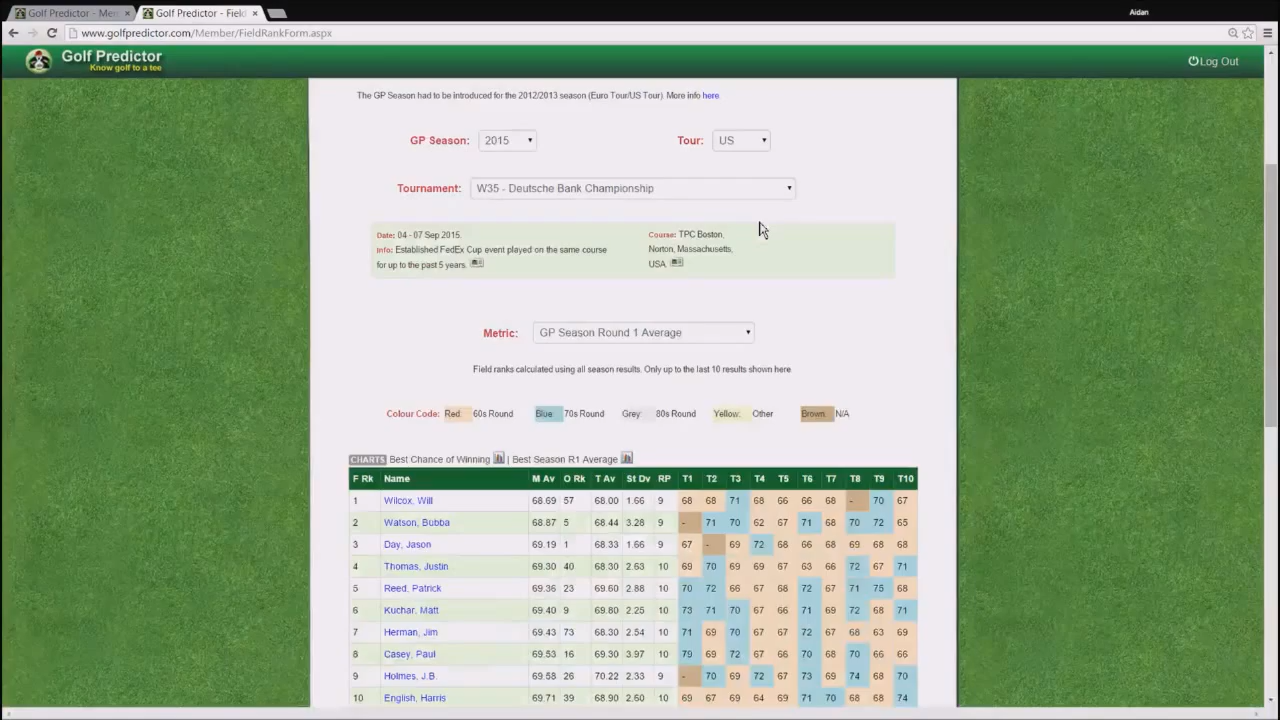 Golf Predictor - Mem
Golf Predictor - Field
Aidan
www.golfpredictor.com/Member/FieldRankForm.aspx
Golf Predictor
Know golf to a tee
Log Out
The GP Season had to be introduced for the 2012/2013 season (Euro Tour/US Tour). More info here.
GP Season: 2015 Tour: US
Tournament: W35 - Deutsche Bank Championship
Date: 04 - 07 Sep 2015.
Info: Established FedEx Cup event played on the same course
for up to the past 5 years.
Course: TPC Boston,
Norton, Massachusetts,
USA.
Metric: GP Season Round 1 Average
Field ranks calculated using all season results. Only up to the last 10 results shown here.
Colour Code: Red: 60s Round Blue: 70s Round Grey: 80s Round Yellow: Other Brown: N/A
CHARTS Best Chance of Winning | Best Season R1 Average
F Rk Name M Av O Rk T Av St Dv RP T1 T2 T3 T4 T5 T6 T7 T8 T9 T10
1 Wilcox, Will 68.69 57 68.00 1.66 9 68 68 71 68 66 66 68 - 70 67
2 Watson, Bubba 68.87 5 68.44 3.28 9 - 71 70 62 67 71 68 70 72 65
3 Day, Jason 69.19 1 68.33 1.66 9 67 - 69 72 68 66 68 69 68 68
4 Thomas, Justin 69.30 40 68.30 2.63 10 69 70 69 69 67 63 66 72 67 71
5 Reed, Patrick 69.36 23 69.60 2.88 10 70 72 66 67 68 72 67 71 75 68
6 Kuchar, Matt 69.40 9 69.80 2.25 10 73 71 70 67 66 71 69 72 68 71
7 Herman, Jim 69.43 73 68.30 2.54 10 71 69 70 67 67 72 67 68 63 69
8 Casey, Paul 69.53 16 69.30 3.97 10 79 69 72 67 66 70 68 70 66 66
9 Holmes, J.B. 69.58 26 70.22 2.33 9 - 70 69 72 67 73 69 74 68 70
10 English, Harris 69.71 39 68.90 2.60 10 69 67 69 64 69 71 70 68 68 74